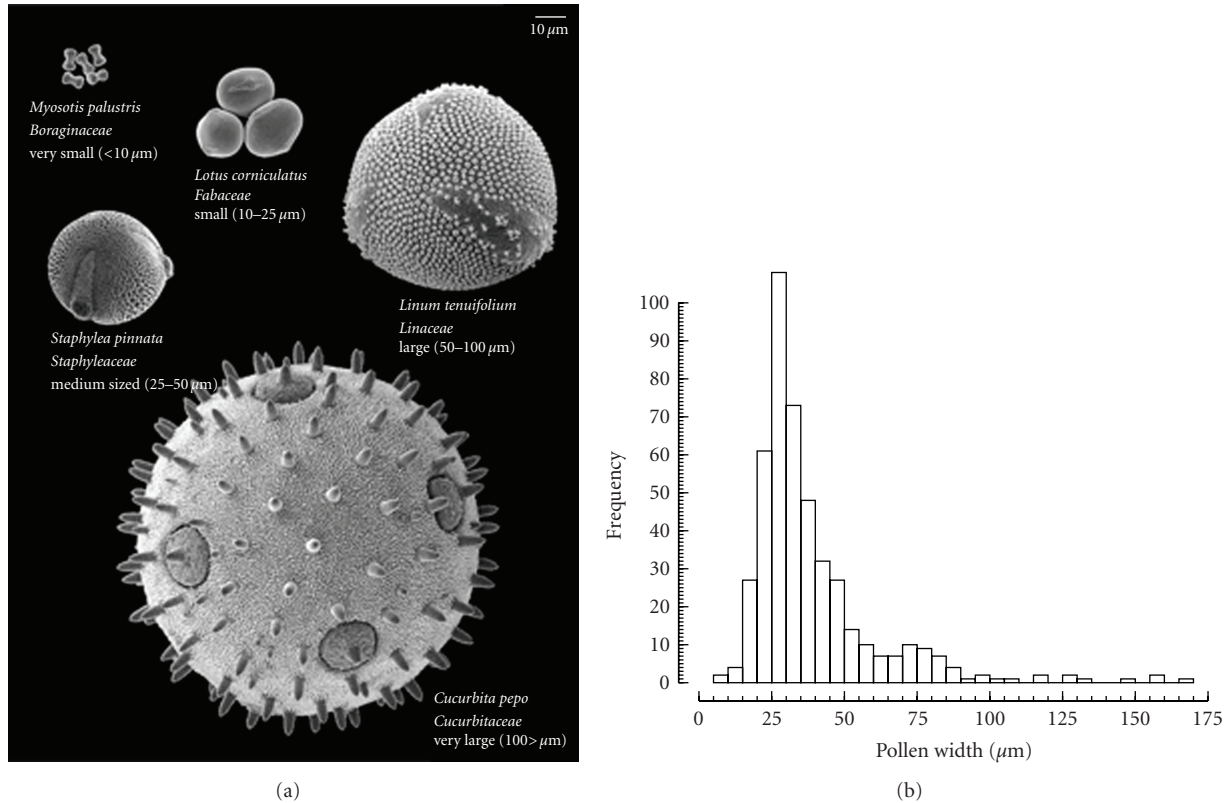 10 µm
Myosotis palustris
Boraginaceae
very small (<10 µm)
Lotus corniculatus
Fabaceae
small (10–25 µm)
Linum tenuifolium
Linaceae
large (50–100 µm)
Staphylea pinnata
Staphyleaceae
medium sized (25–50 µm)
Cucurbita pepo
Cucurbitaceae
very large (100> µm)
(a)
100
90
80
70
60
50
40
30
20
10
0
Frequency
0 25 50 75 100 125 150 175
Pollen width (µm)
(b)